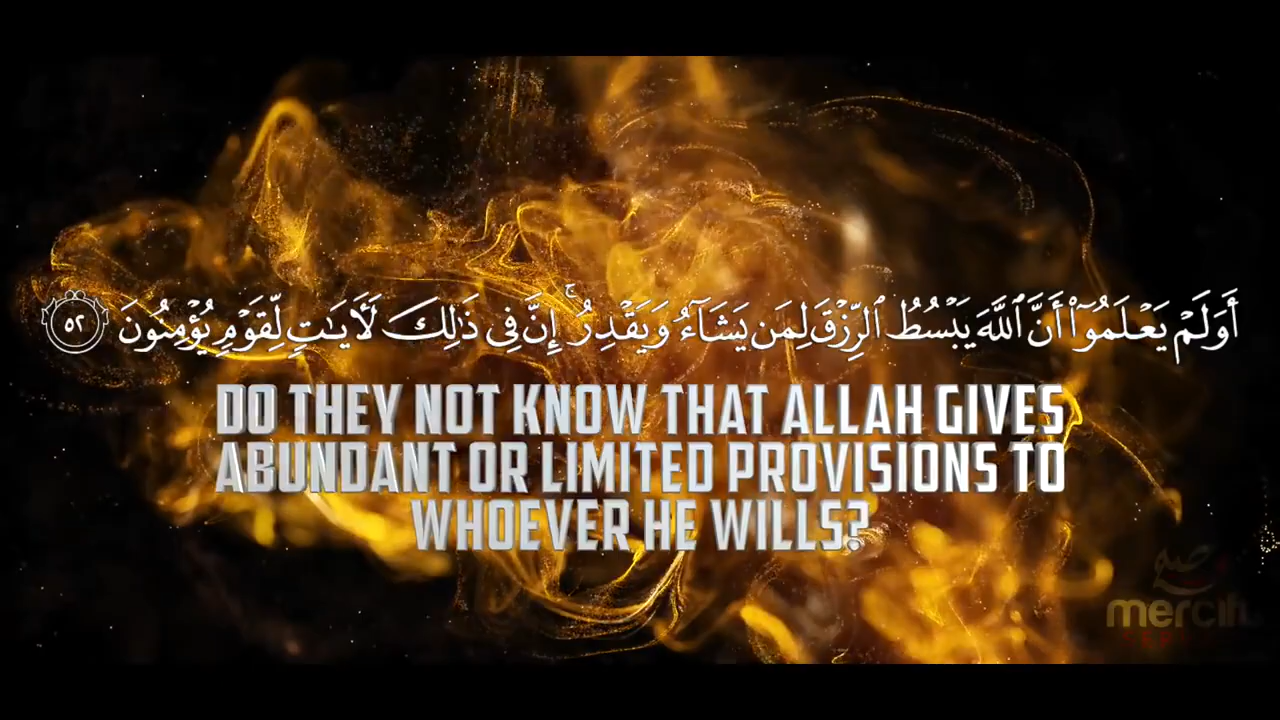 أَوَلَمْ يَعْلَمُوٓا۟ أَنَّ ٱللَّهَ يَبْسُطُ ٱلرِّزْقَ لِمَن يَشَآءُ وَيَقْدِرُ ۚ إِنَّ فِى ذَٰلِكَ لَـَٔايَـٰتٍ لِّقَوْمٍ يُؤْمِنُونَ ٥٢
DO THEY NOT KNOW THAT ALLAH GIVES
ABUNDANT OR LIMITED PROVISIONS TO
WHOEVER HE WILLS?